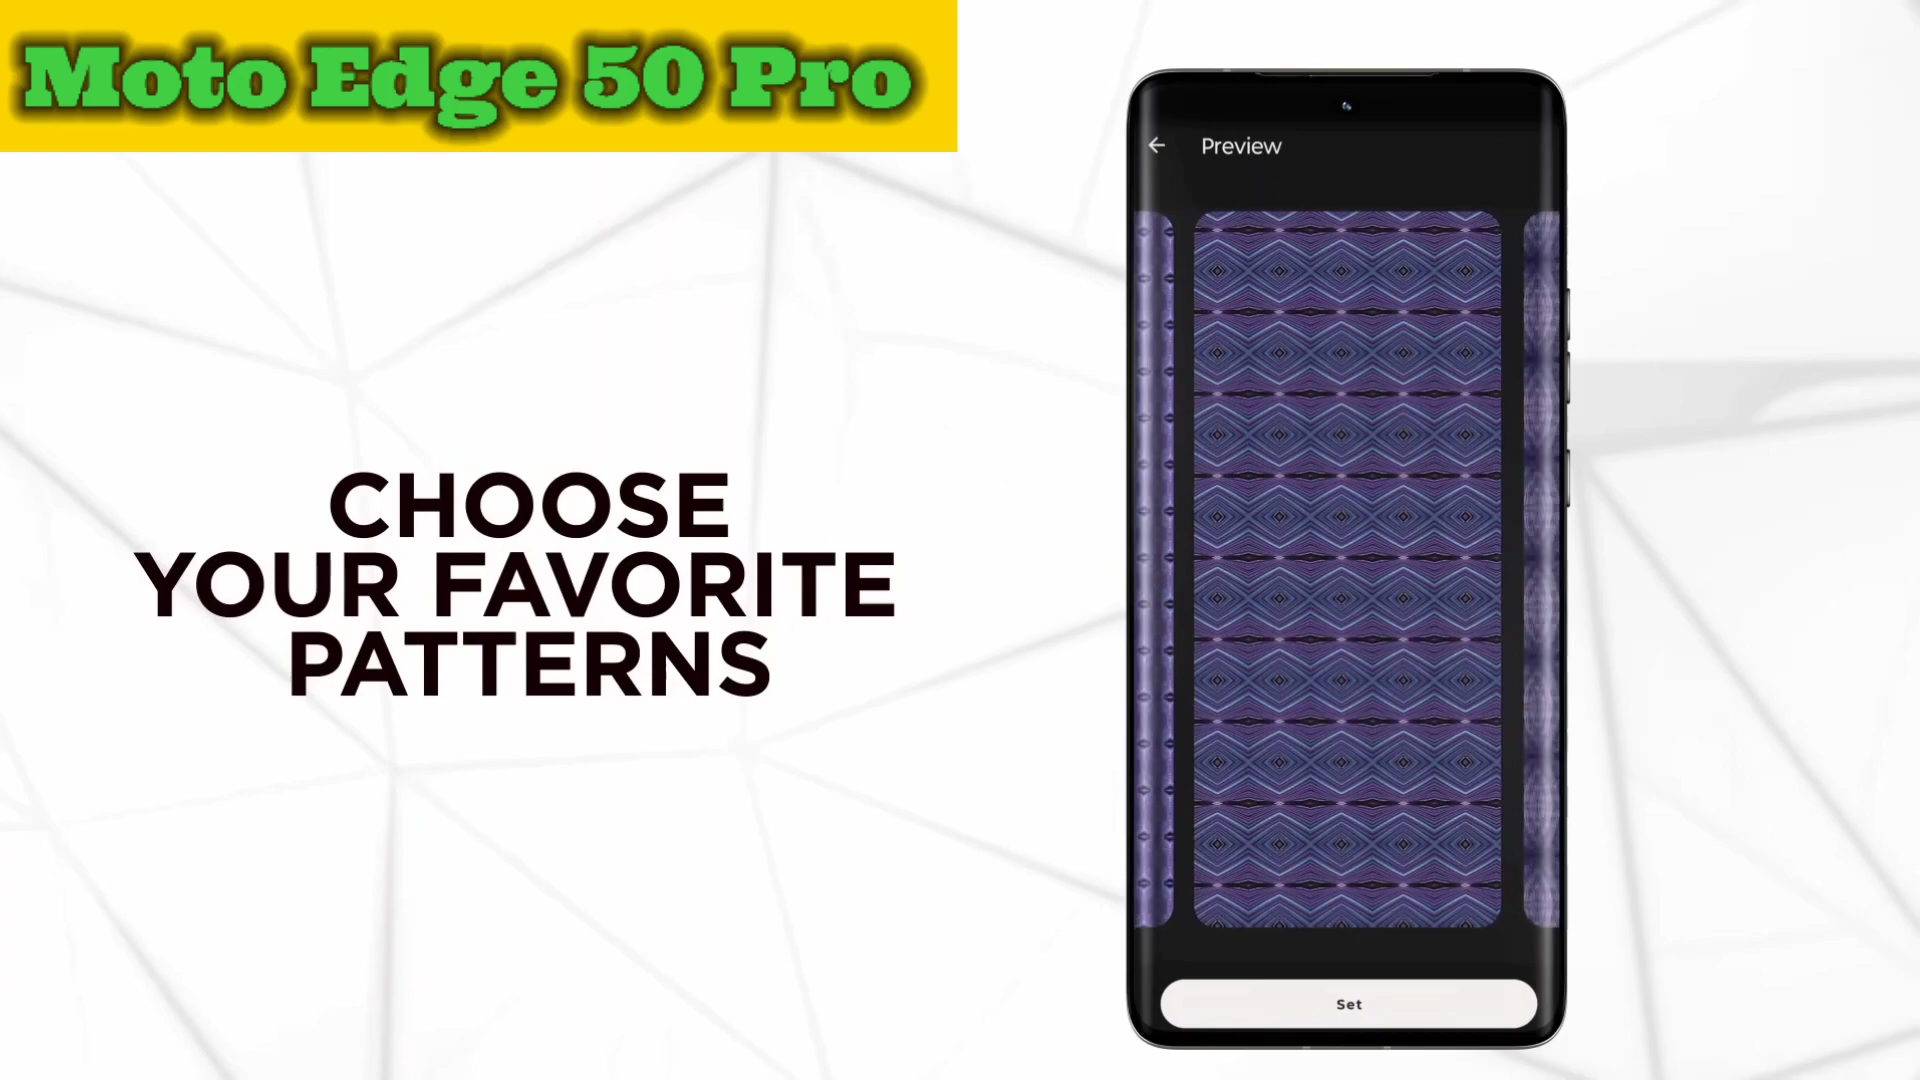 Moto Edge 50 Pro
CHOOSE
YOUR FAVORITE
PATTERNS
Preview
Set